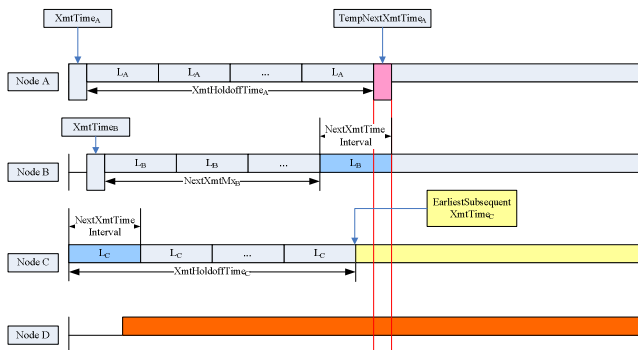 XmtTimeA
TempNextXmtTimeA
Node A
LA LA ... LA
XmtHoldoffTimeA
XmtTimeB
NextXmtTime
Interval
Node B
LB LB ... LB
NextXmtMxB
NextXmtTime
Interval
EarliestSubsequent
XmtTimeC
Node C
LC LC ... LC
XmtHoldoffTimeC
Node D